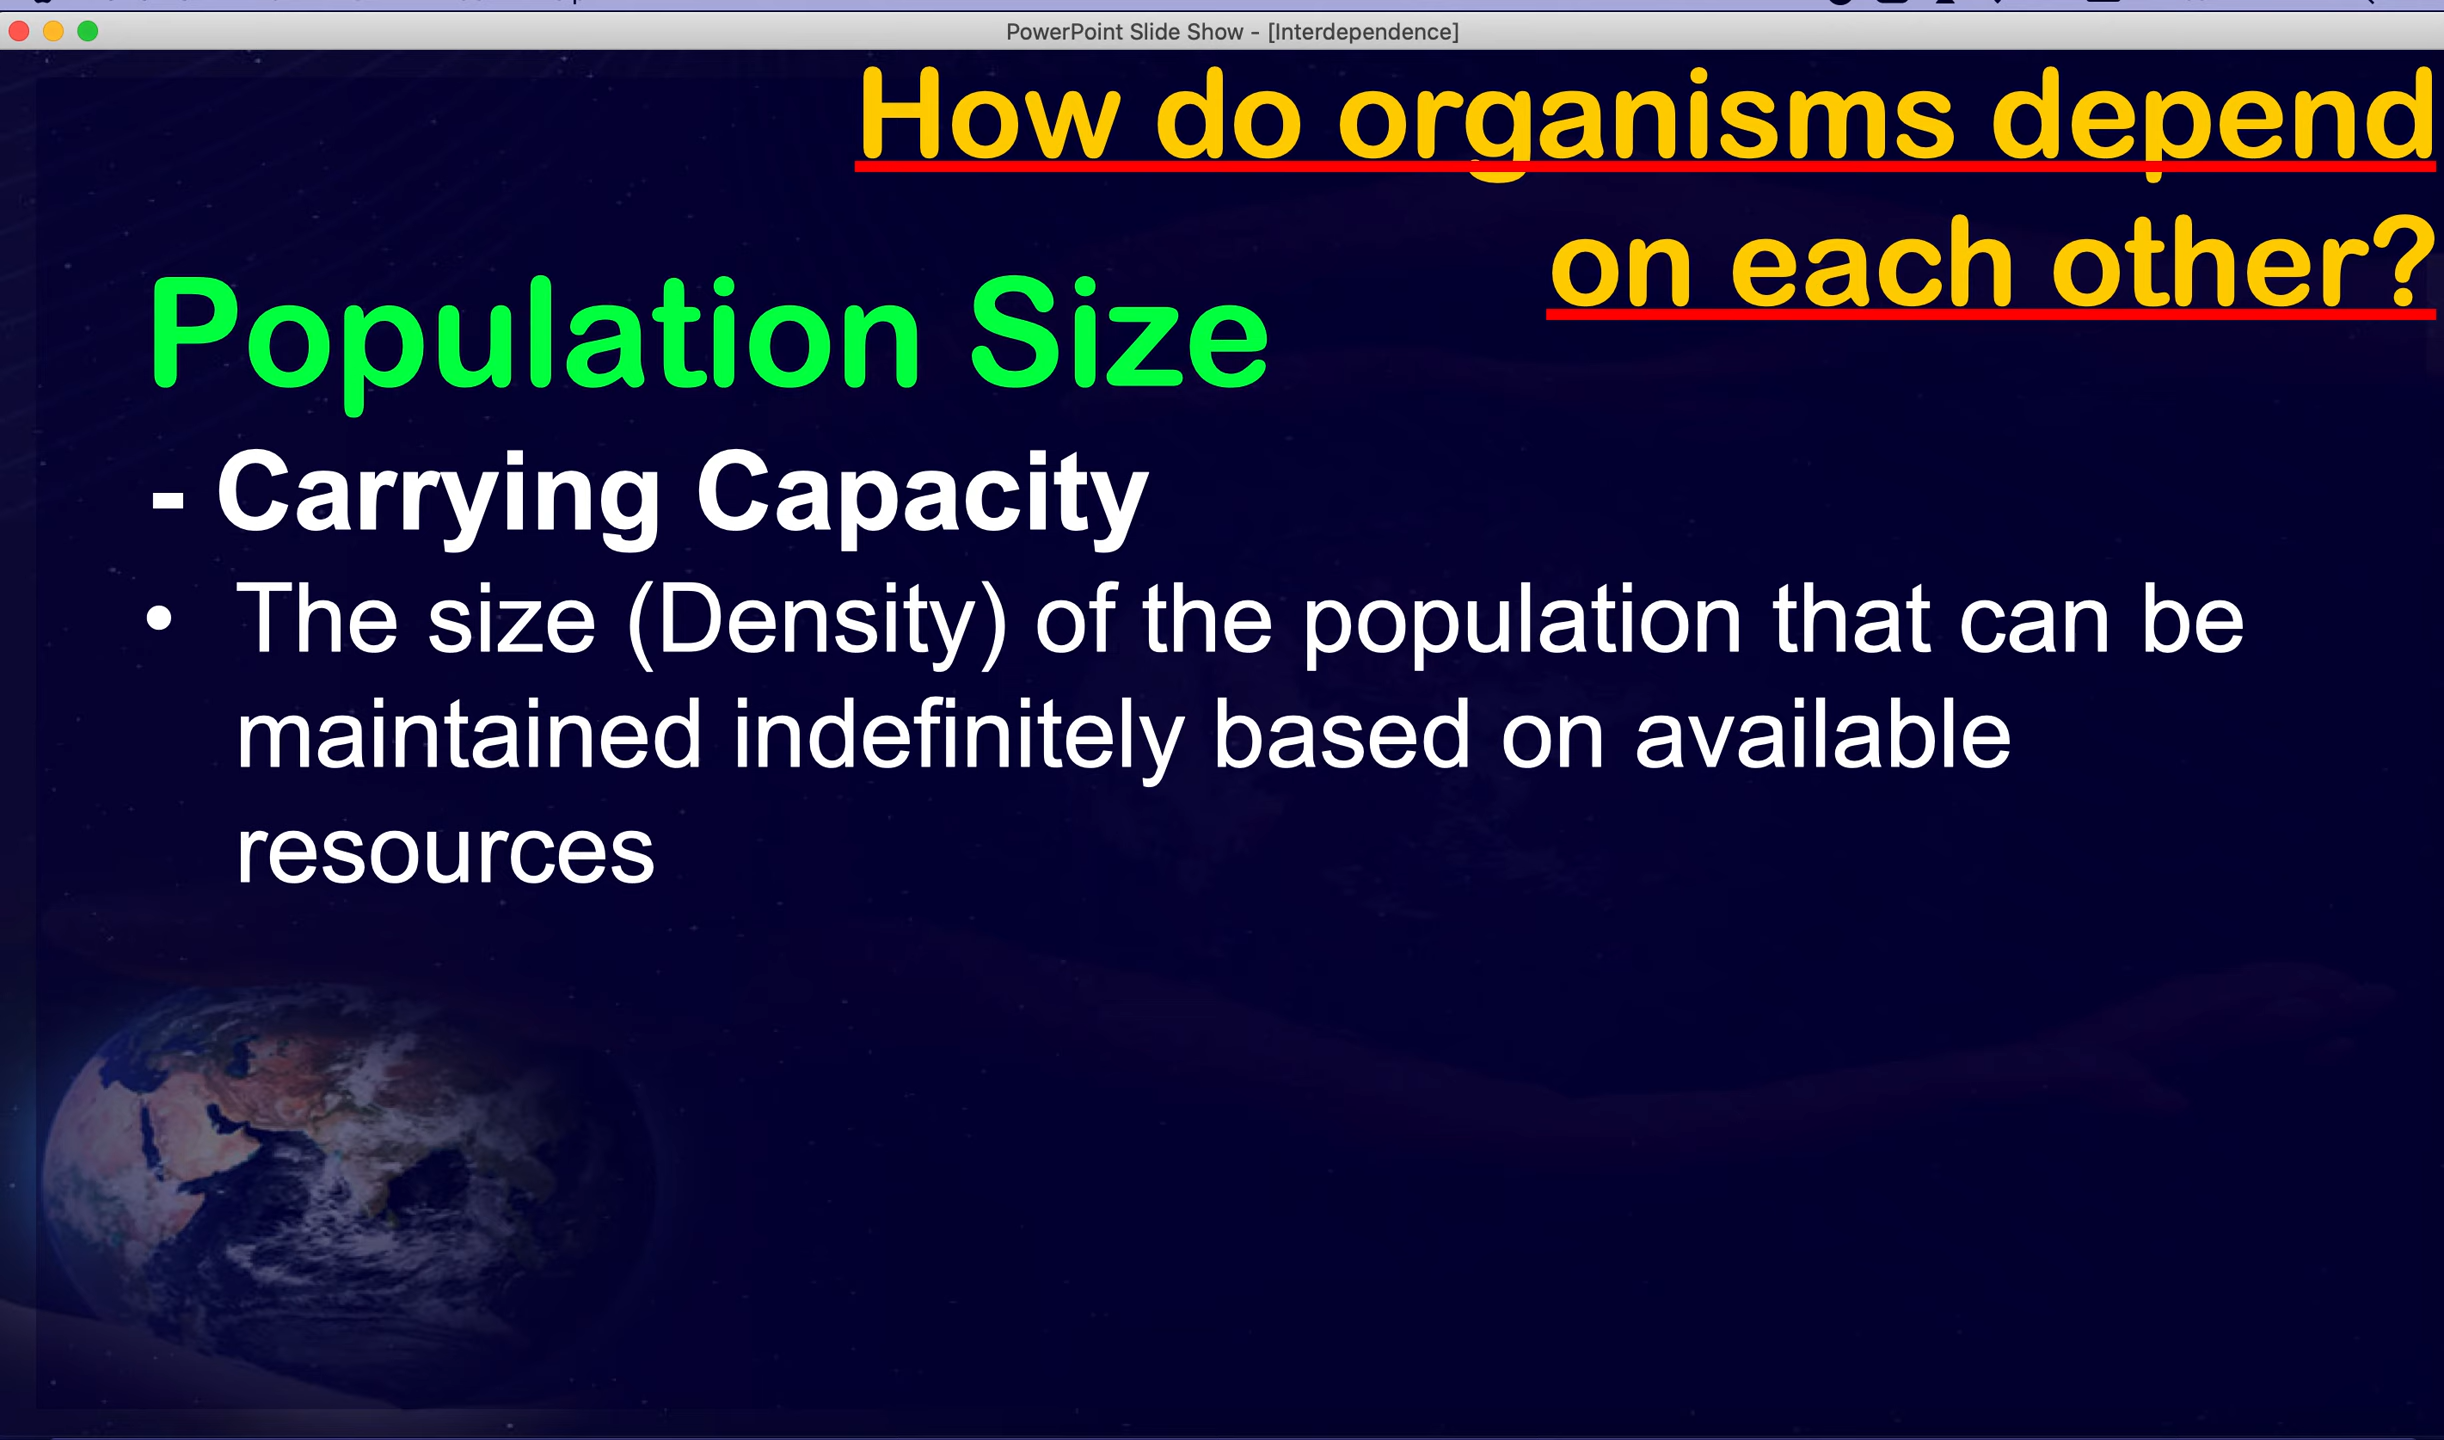 PowerPoint Slide Show - [Interdependence]
How do organisms depend
on each other?
Population Size
- Carrying Capacity
• The size (Density) of the population that can be
maintained indefinitely based on available
resources